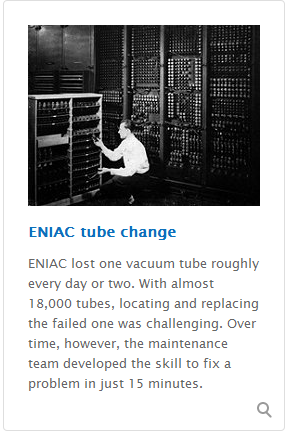 ENIAC tube change
ENIAC lost one vacuum tube roughly
every day or two. With almost
18,000 tubes, locating and replacing
the failed one was challenging. Over
time, however, the maintenance
team developed the skill to fix a
problem in just 15 minutes.